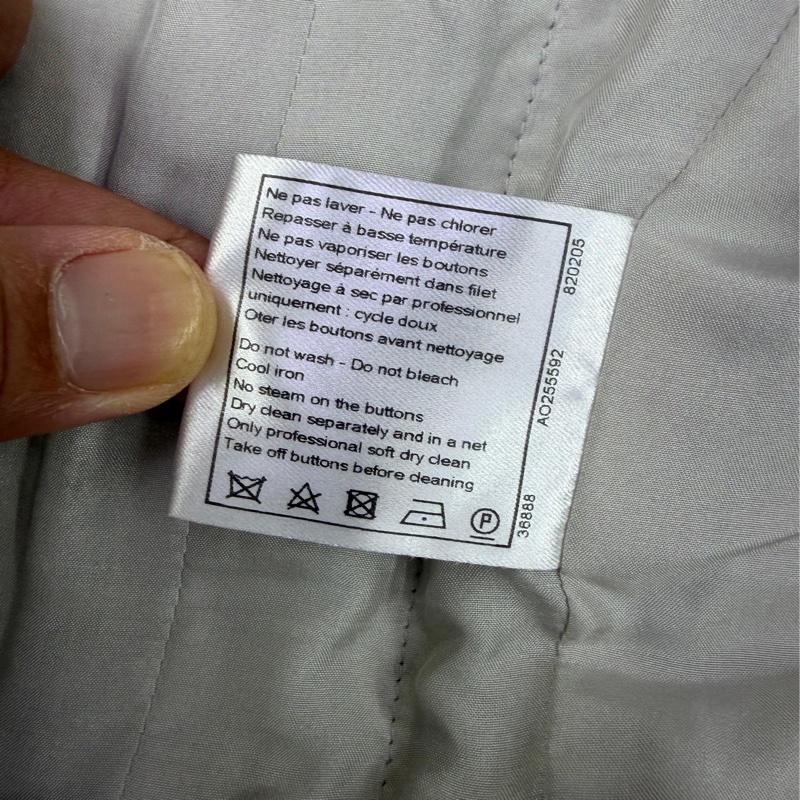 Ne pas laver - Ne pas chlorer
Repasser à basse température
Ne pas vaporiser les boutons
Nettoyer séparément dans filet
Nettoyage à sec par professionnel
uniquement : cycle doux
Oter les boutons avant nettoyage
Do not wash - Do not bleach
Cool iron
No steam on the buttons
Dry clean separately and in a net
Only professional soft dry clean
Take off buttons before cleaning
P
820205
AO255592
36888